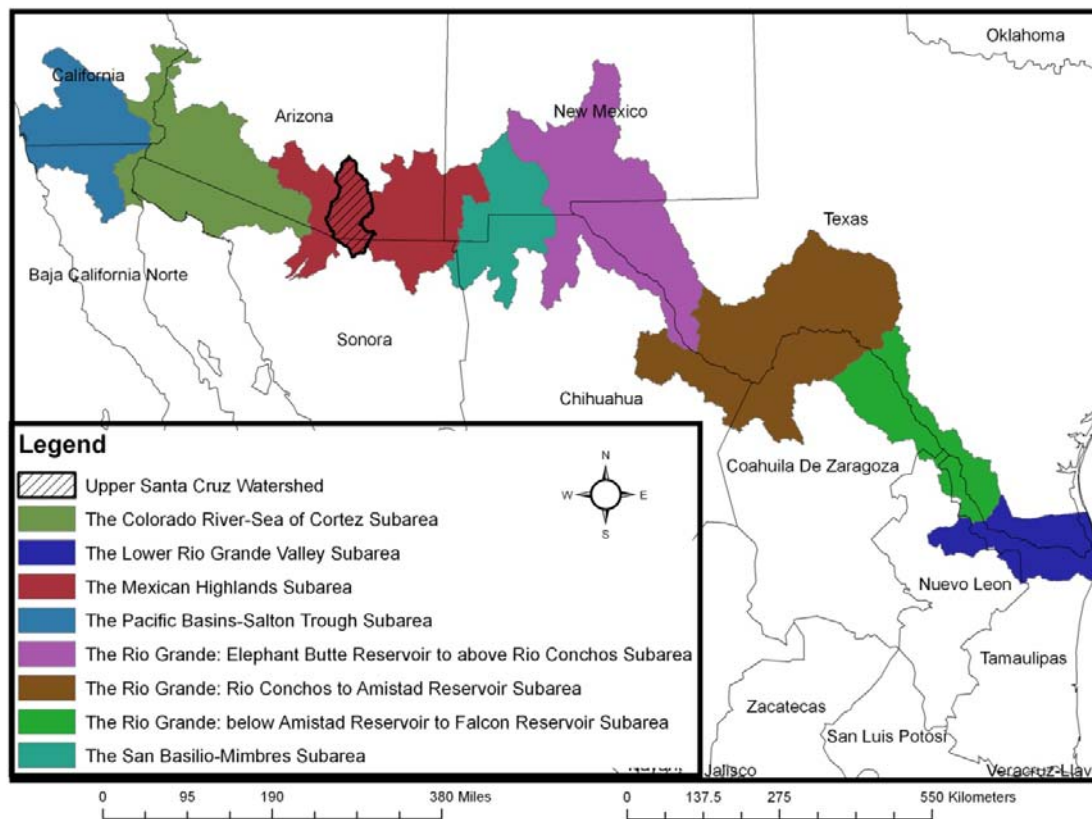 Oklahoma
California
Arizona
New Mexico
Texas
Baja California Norte
Sonora
Chihuahua
Coahuila De Zaragoza
Nuevo Leon
Tamaulipas
Zacatecas
San Luis Potosi
Jalisco
Veracruz-Llav
Legend
N
W E
S
Upper Santa Cruz Watershed
The Colorado River-Sea of Cortez Subarea
The Lower Rio Grande Valley Subarea
The Mexican Highlands Subarea
The Pacific Basins-Salton Trough Subarea
The Rio Grande: Elephant Butte Reservoir to above Rio Conchos Subarea
The Rio Grande: Rio Conchos to Amistad Reservoir Subarea
The Rio Grande: below Amistad Reservoir to Falcon Reservoir Subarea
The San Basilio-Mimbres Subarea
0 95 190 380 Miles
0 137.5 275 550 Kilometers